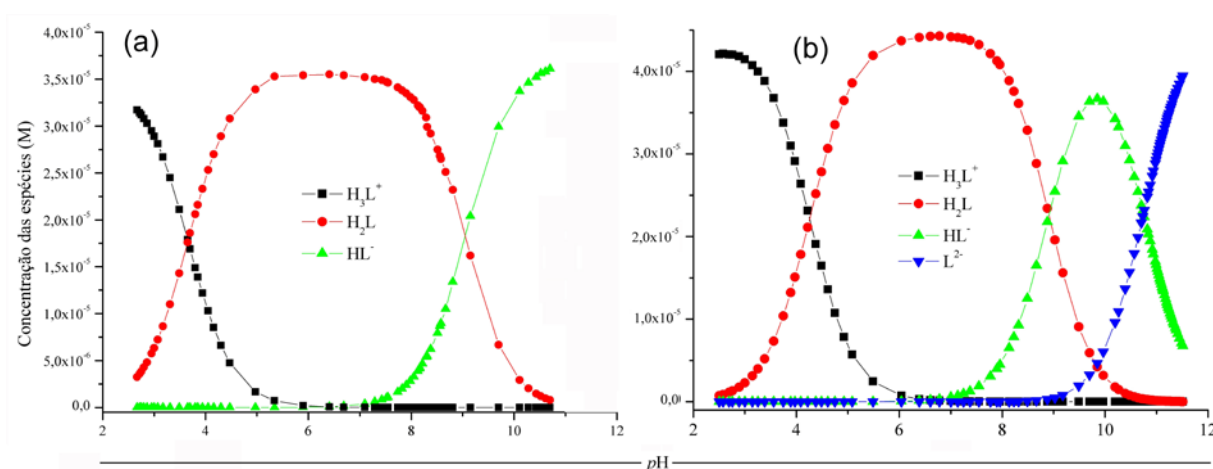 (a)
Concentração das espécies (M)
4,0x10⁻⁵
3,5x10⁻⁵
3,0x10⁻⁵
2,5x10⁻⁵
2,0x10⁻⁵
1,5x10⁻⁵
1,0x10⁻⁵
5,0x10⁻⁶
0,0
H₃L⁺
H₂L
HL⁻
2 4 6 8 10 12
(b)
4,0x10⁻⁵
3,0x10⁻⁵
2,0x10⁻⁵
1,0x10⁻⁵
0,0
H₃L⁺
H₂L
HL⁻
L²⁻
2 4 6 8 10 12
pH